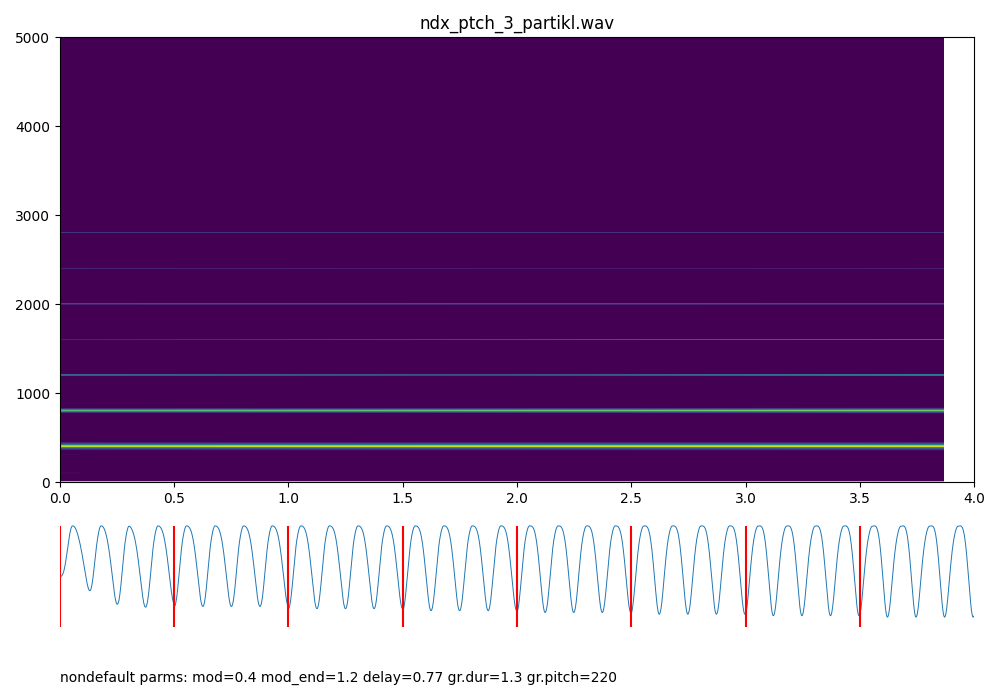 ndx_ptch_3_partikl.wav
5000
4000
3000
2000
1000
0
0.0 0.5 1.0 1.5 2.0 2.5 3.0 3.5 4.0
nondefault parms: mod=0.4 mod_end=1.2 delay=0.77 gr.dur=1.3 gr.pitch=220